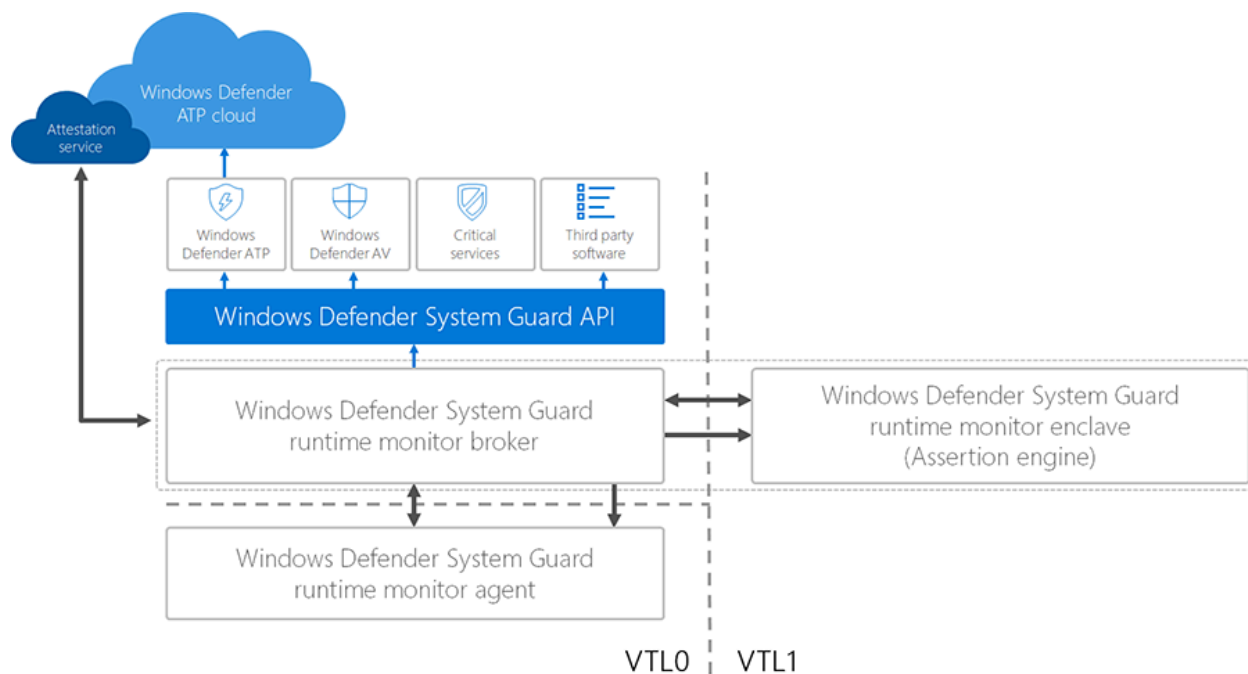 Windows Defender
ATP cloud
Attestation
service
Windows
Defender ATP
Windows
Defender AV
Critical
services
Third party
software
Windows Defender System Guard API
Windows Defender System Guard
runtime monitor broker
Windows Defender System Guard
runtime monitor enclave
(Assertion engine)
Windows Defender System Guard
runtime monitor agent
VTL0
VTL1